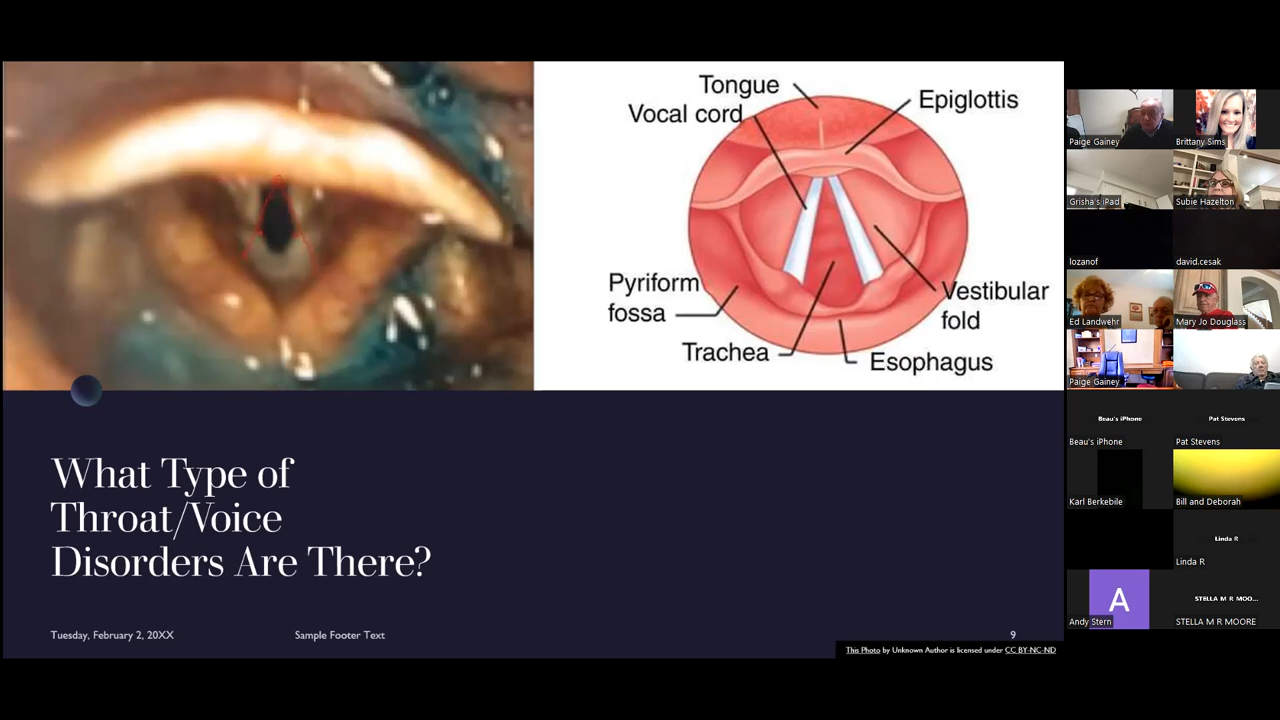 Tongue
Vocal cord
Epiglottis
Pyriform
fossa
Vestibular
fold
Trachea
Esophagus
What Type of
Throat/Voice
Disorders Are There?
Tuesday, February 2, 20XX
Sample Footer Text
9
This Photo by Unknown Author is licensed under CC BY-NC-ND
Paige Gainey
Brittany Sims
Grisha's iPad
Subie Hazelton
lozanof
david.cesak
Ed Landwehr
Mary Jo Douglass
Paige Gainey
Beau's iPhone
Beau's iPhone
Pat Stevens
Pat Stevens
Karl Berkebile
Bill and Deborah
Linda R
Linda R
A
Andy Stern
STELLA M R MOO...
STELLA M R MOORE